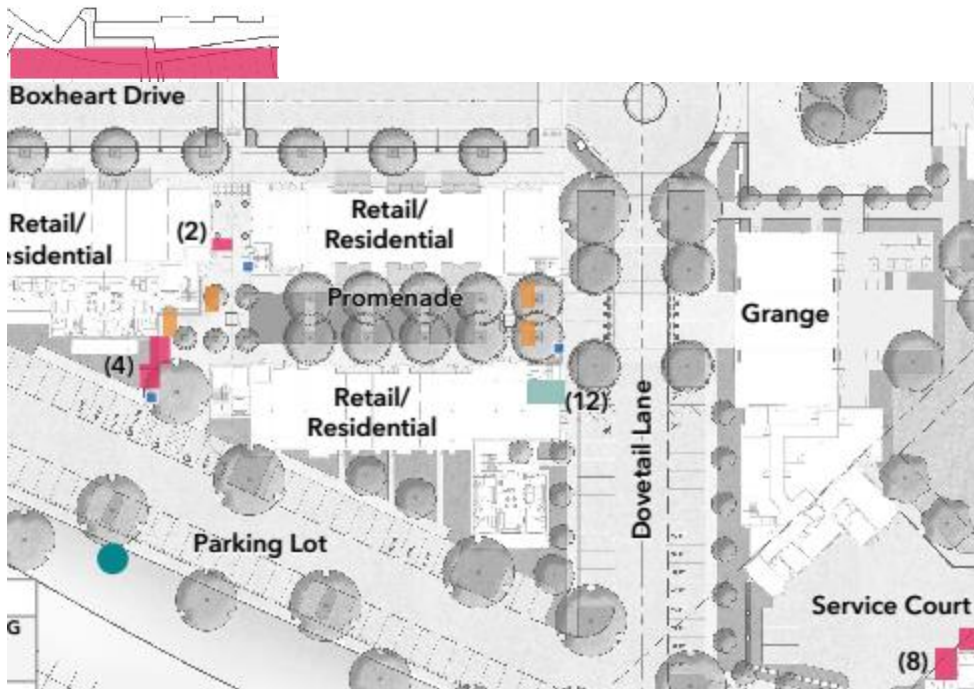 Boxheart Drive
Retail/
esidential
(2)
Retail/
Residential
Promenade
Grange
(4)
Retail/
Residential
(12)
Dovetail Lane
Parking Lot
Service Court
G
(8)